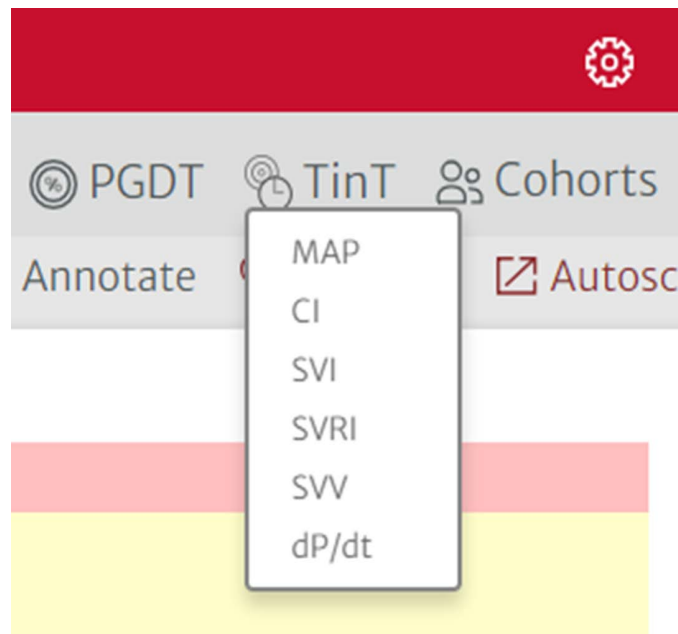 PGDT TinT Cohorts
Annotate Autosc
MAP
CI
SVI
SVRI
SVV
dP/dt